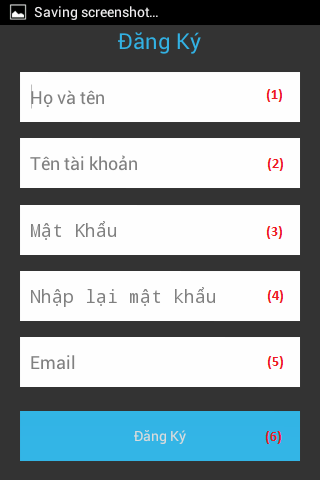 Saving screenshot...
Đăng Ký
Họ và tên (1)
Tên tài khoản (2)
Mật Khẩu (3)
Nhập lại mật khẩu (4)
Email (5)
Đăng Ký (6)